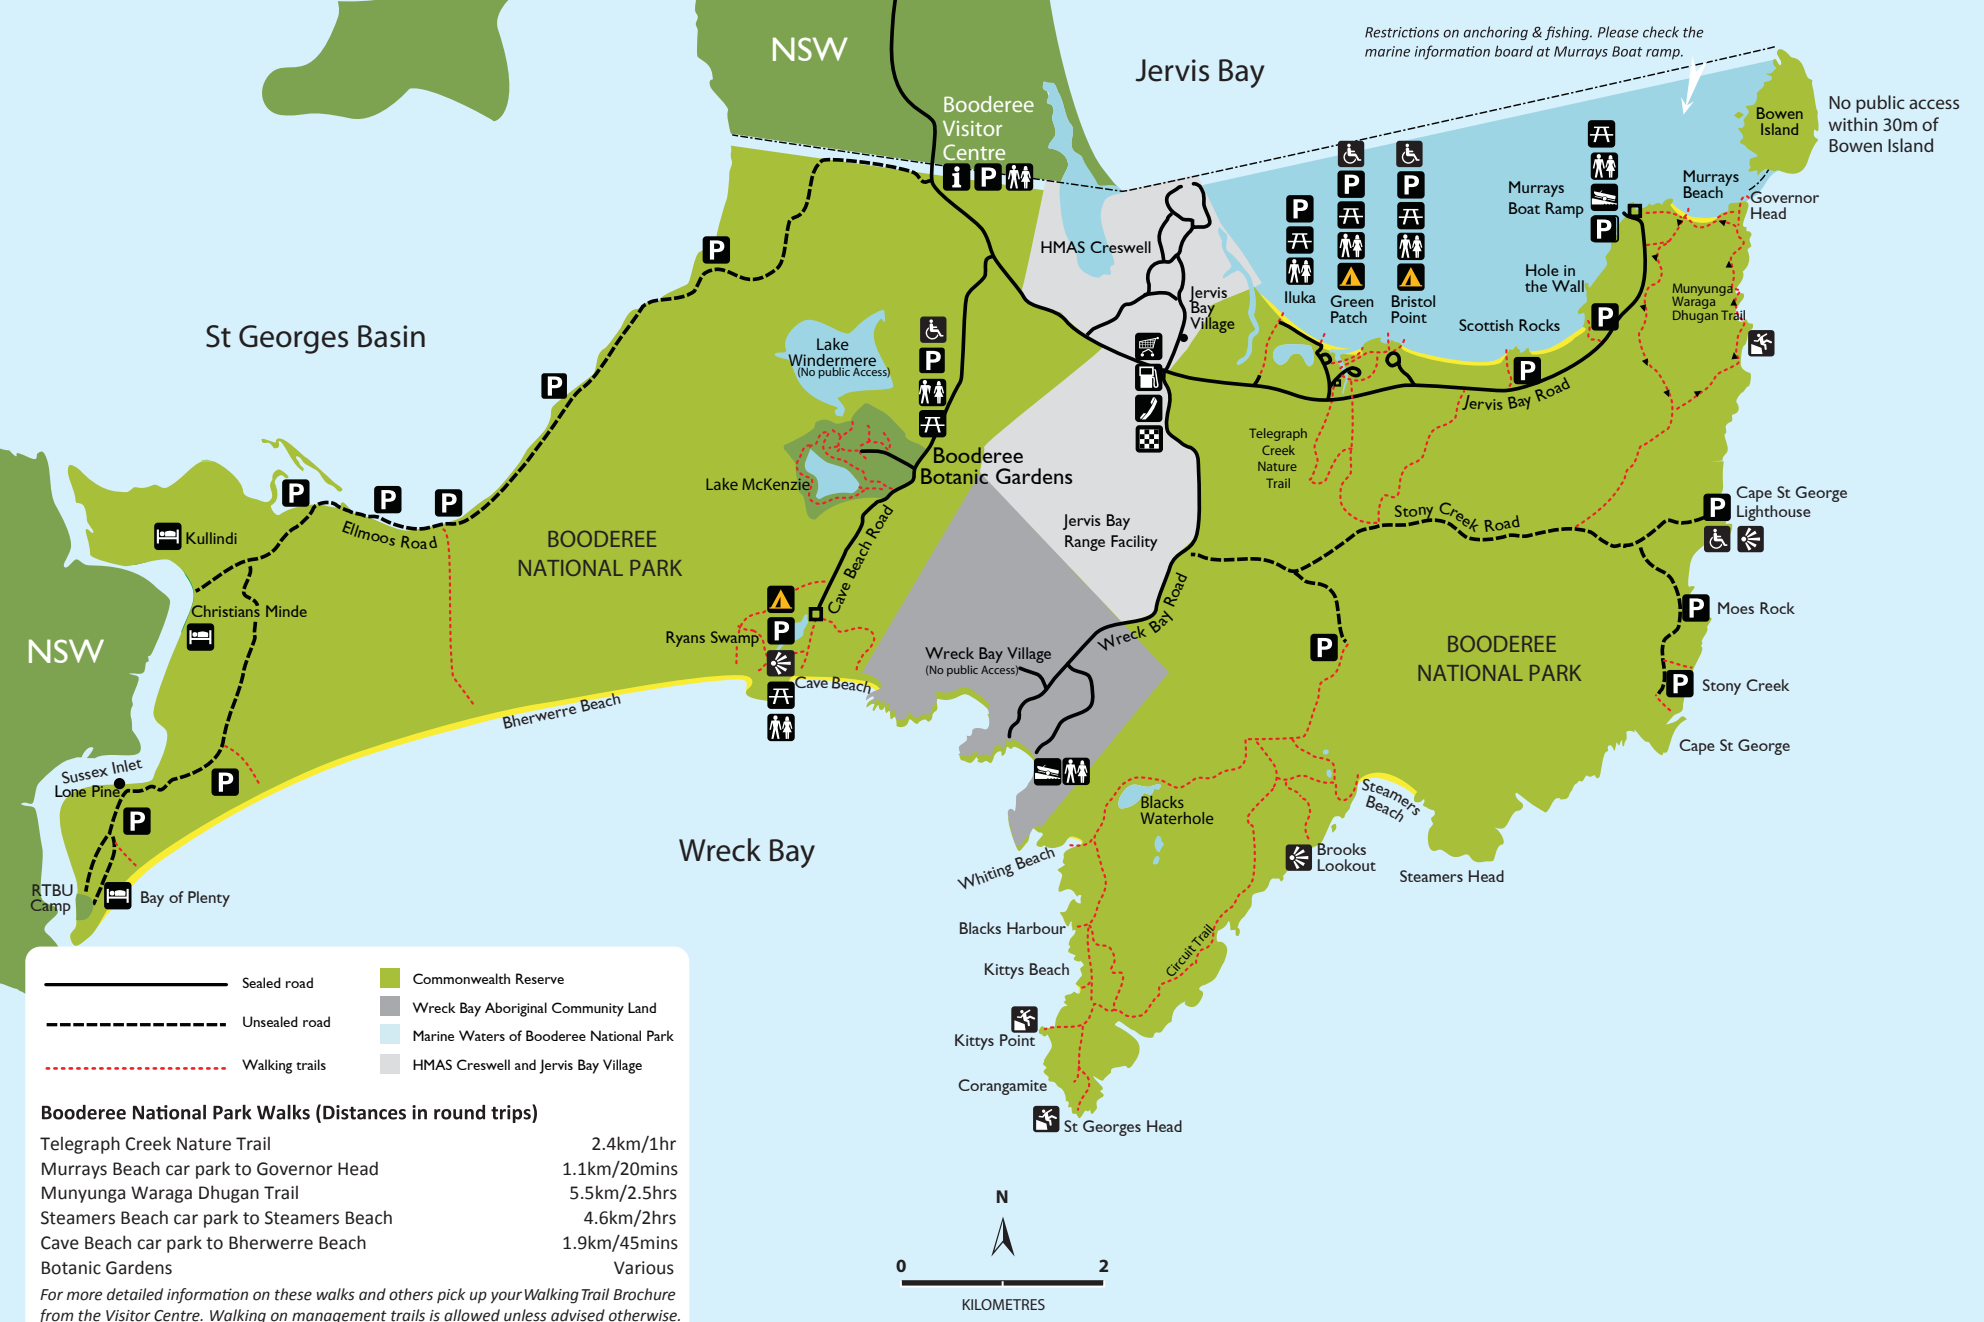 Restrictions on anchoring & fishing. Please check the
marine information board at Murrays Boat ramp.
NSW
Jervis Bay
Booderee
Visitor
Centre
i
P
Bowen
Island
No public access
within 30m of
Bowen Island
Murrays
Boat Ramp
P
Murrays
Beach
Governor
Head
HMAS Creswell
Jervis
Bay
Village
P
Iluka
P
Green
Patch
P
Bristol
Point
Hole in
the Wall
P
Scottish Rocks
P
Munyunga
Waraga
Dhugan Trail
Jervis Bay Road
St Georges Basin
P
P
Lake
Windermere
(No public Access)
P
Booderee
Botanic Gardens
Lake McKenzie
Telegraph
Creek
Nature
Trail
P
P
P
Ellmoos Road
Kullindi
BOODEREE
NATIONAL PARK
Cave Beach Road
Jervis Bay
Range Facility
Stony Creek Road
P
Cape St George
Lighthouse
Christians Minde
NSW
Ryans Swamp
P
Cave Beach
Wreck Bay Road
Wreck Bay Village
(No public Access)
P
BOODEREE
NATIONAL PARK
P
Moes Rock
P
Stony Creek
Cape St George
Bherwerre Beach
Sussex Inlet
Lone Pine
P
P
RTBU
Camp
Bay of Plenty
Wreck Bay
Blacks
Waterhole
Steamers
Beach
Brooks
Lookout
Steamers Head
Whiting Beach
Blacks Harbour
Kittys Beach
Circuit Trail
Kittys Point
Corangamite
St Georges Head
Sealed road
Unsealed road
Walking trails
Commonwealth Reserve
Wreck Bay Aboriginal Community Land
Marine Waters of Booderee National Park
HMAS Creswell and Jervis Bay Village
Booderee National Park Walks (Distances in round trips)
Telegraph Creek Nature Trail 2.4km/1hr
Murrays Beach car park to Governor Head 1.1km/20mins
Munyunga Waraga Dhugan Trail 5.5km/2.5hrs
Steamers Beach car park to Steamers Beach 4.6km/2hrs
Cave Beach car park to Bherwerre Beach 1.9km/45mins
Botanic Gardens Various
For more detailed information on these walks and others pick up your Walking Trail Brochure
from the Visitor Centre. Walking on management trails is allowed unless advised otherwise.
N
0 2
KILOMETRES